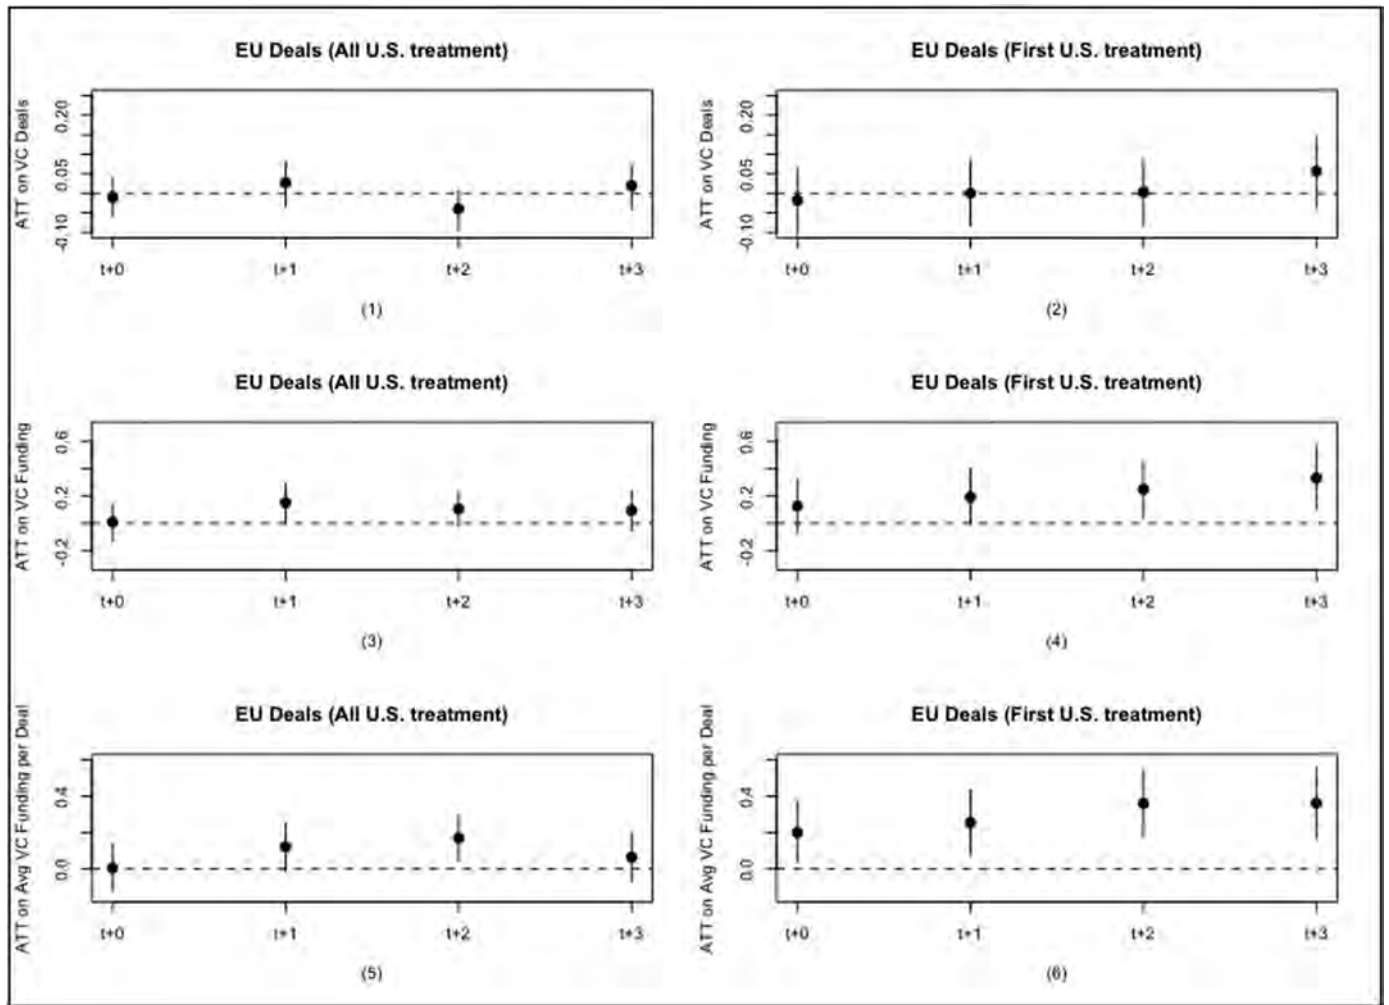 EU Deals (All U.S. treatment)
ATT on VC Deals
0.20
0.05
-0.10
t+0 t+1 t+2 t+3
(1)
EU Deals (First U.S. treatment)
ATT on VC Deals
0.20
0.05
-0.10
t+0 t+1 t+2 t+3
(2)
EU Deals (All U.S. treatment)
ATT on VC Funding
0.6
0.2
-0.2
t+0 t+1 t+2 t+3
(3)
EU Deals (First U.S. treatment)
ATT on VC Funding
0.6
0.2
-0.2
t+0 t+1 t+2 t+3
(4)
EU Deals (All U.S. treatment)
ATT on Avg VC Funding per Deal
0.4
0.0
t+0 t+1 t+2 t+3
(5)
EU Deals (First U.S. treatment)
ATT on Avg VC Funding per Deal
0.4
0.0
t+0 t+1 t+2 t+3
(6)